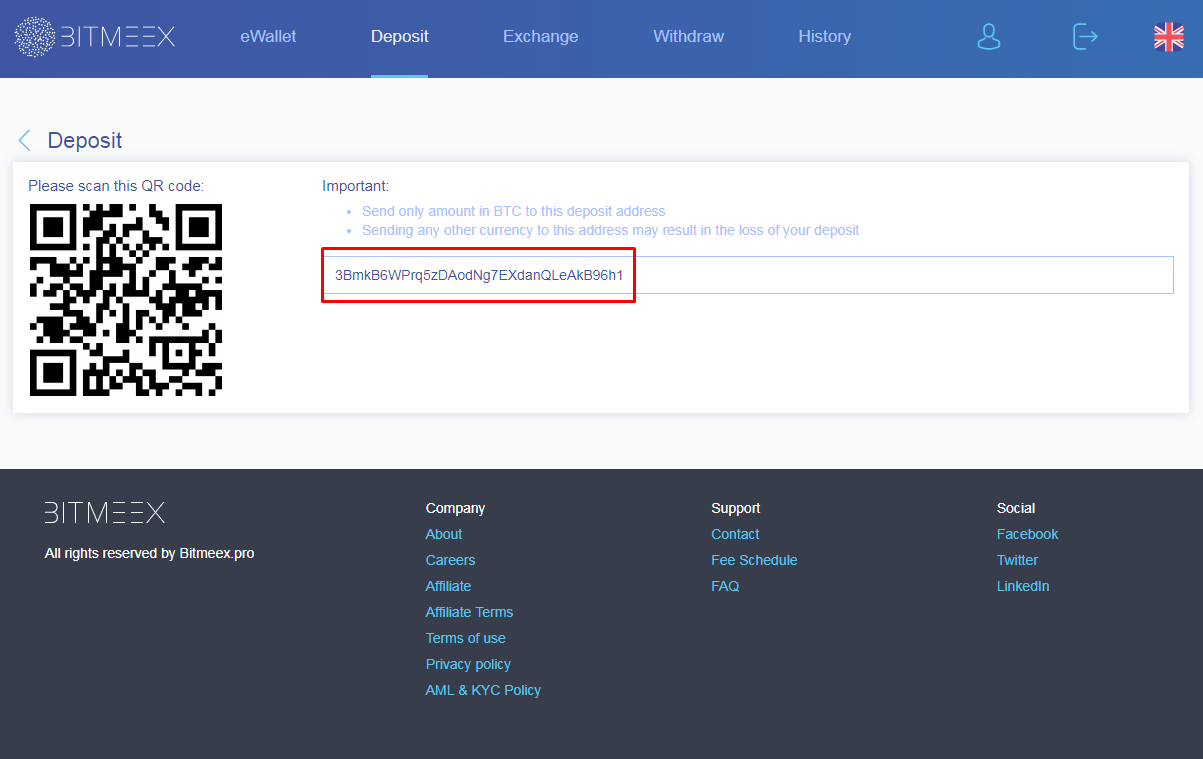 BITMEEX
eWallet
Deposit
Exchange
Withdraw
History
Deposit
Please scan this QR code:
Important:
Send only amount in BTC to this deposit address
Sending any other currency to this address may result in the loss of your deposit
3BmkB6WPrq5zDAodNg7EXdanQLeAkB96h1
BITMEEX
All rights reserved by Bitmeex.pro
Company
About
Careers
Affiliate
Affiliate Terms
Terms of use
Privacy policy
AML & KYC Policy
Support
Contact
Fee Schedule
FAQ
Social
Facebook
Twitter
LinkedIn